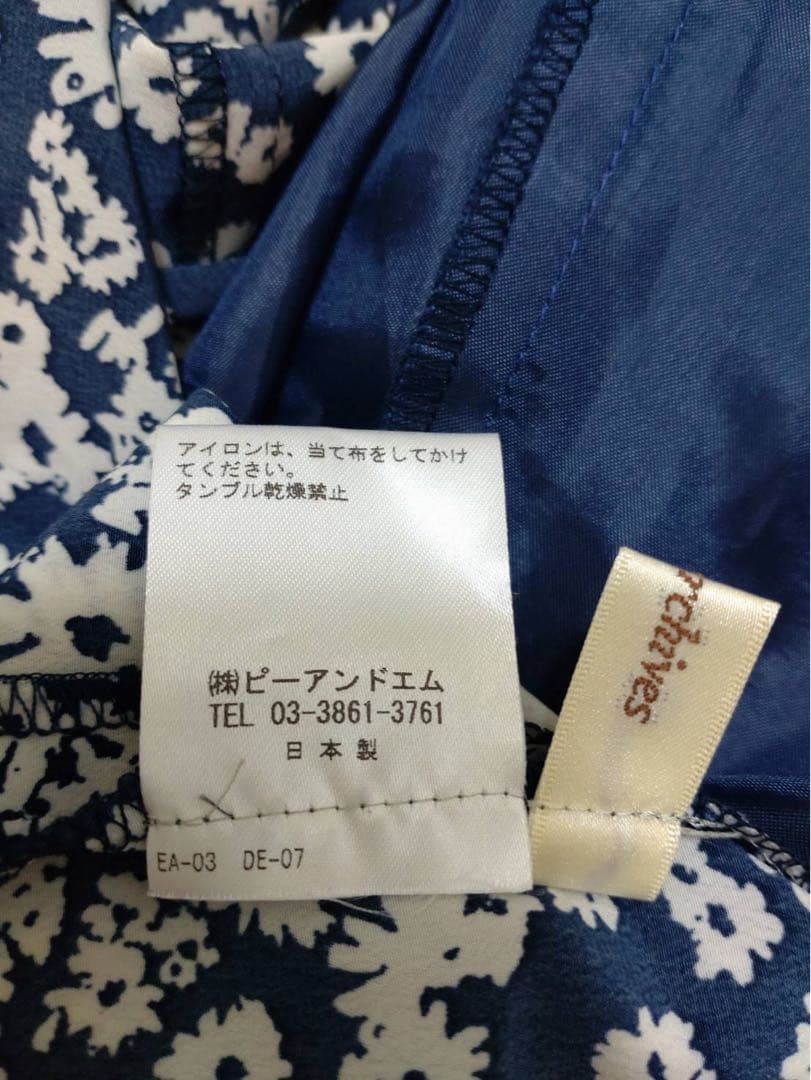 アイロンは、当て布をしてかけ
てください。
タンブル乾燥禁止
㈱ピーアンドエム
TEL 03-3861-3761
日本製
EA-03 DE-07
rchives